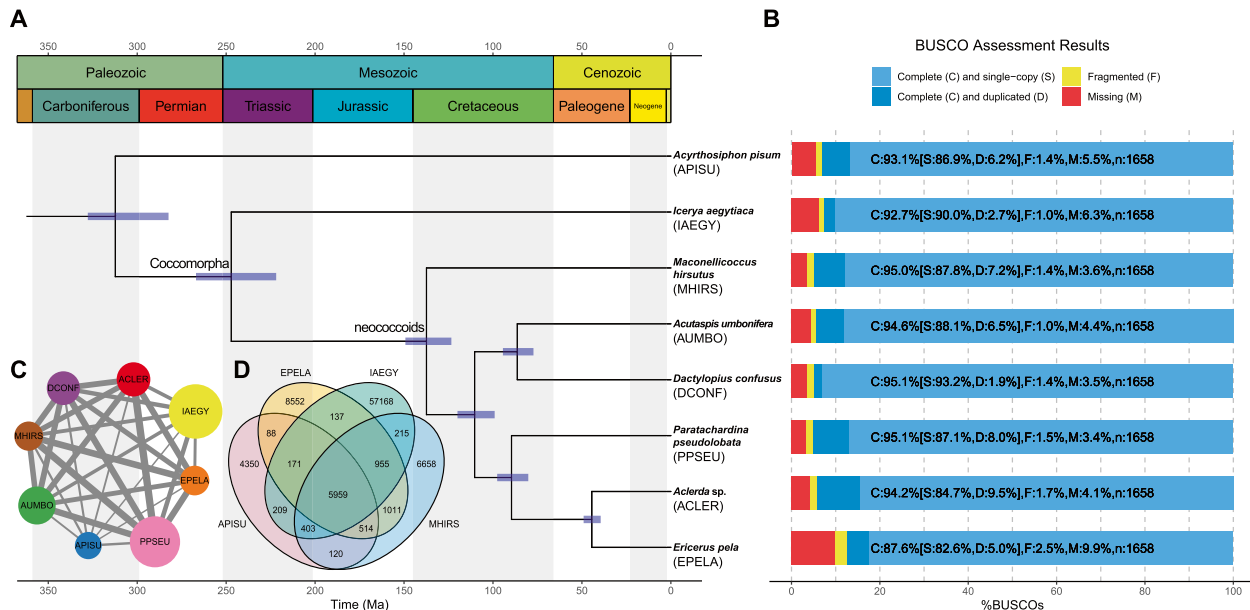 A
350
300
250
200
150
100
50
0
Paleozoic
Mesozoic
Cenozoic
Carboniferous
Permian
Triassic
Jurassic
Cretaceous
Paleogene
Neogene
Acyrthosiphon pisum
(APISU)
Icerya aegytiaca
(IAEGY)
Coccomorpha
Maconellicoccus
hirsutus
(MHIRS)
neococcoids
Acutaspis umbonifera
(AUMBO)
Dactylopius confusus
(DCONF)
Paratachardina
pseudolobata
(PPSEU)
Aclerda sp.
(ACLER)
Ericerus pela
(EPELA)
350
300
250
200
150
100
50
0
Time (Ma)
B
BUSCO Assessment Results
Complete (C) and single-copy (S)
Complete (C) and duplicated (D)
Fragmented (F)
Missing (M)
C:93.1%[S:86.9%,D:6.2%],F:1.4%,M:5.5%,n:1658
C:92.7%[S:90.0%,D:2.7%],F:1.0%,M:6.3%,n:1658
C:95.0%[S:87.8%,D:7.2%],F:1.4%,M:3.6%,n:1658
C:94.6%[S:88.1%,D:6.5%],F:1.0%,M:4.4%,n:1658
C:95.1%[S:93.2%,D:1.9%],F:1.4%,M:3.5%,n:1658
C:95.1%[S:87.1%,D:8.0%],F:1.5%,M:3.4%,n:1658
C:94.2%[S:84.7%,D:9.5%],F:1.7%,M:4.1%,n:1658
C:87.6%[S:82.6%,D:5.0%],F:2.5%,M:9.9%,n:1658
0
20
40
60
80
100
%BUSCOs
C
DCONF
ACLER
IAEGY
MHIRS
EPELA
AUMBO
APISU
PPSEU
D
EPELA
IAEGY
8552
57168
137
88
215
4350
171
955
6658
5959
209
1011
403
514
APISU
MHIRS
120